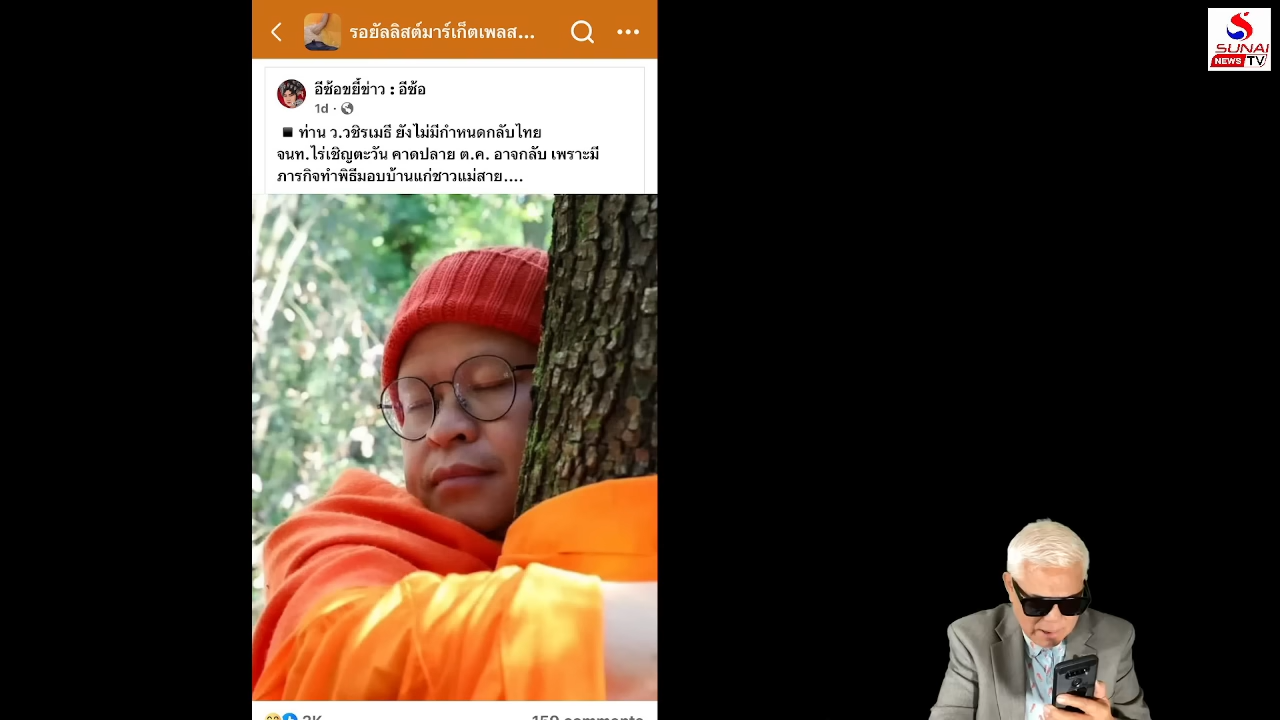 รอยัลลิสต์มาร์เก็ตเพลส...
SUNAI
NEWS TV
อีซ้อขยี้ข่าว : อีซ้อ
1d ·
ท่าน ว.วชิรเมธี ยังไม่มีกำหนดกลับไทย
จนท.ไร่เชิญตะวัน คาดปลาย ต.ค. อาจกลับ เพราะมี
ภารกิจทำพิธีมอบบ้านแก่ชาวแม่สาย....
comments